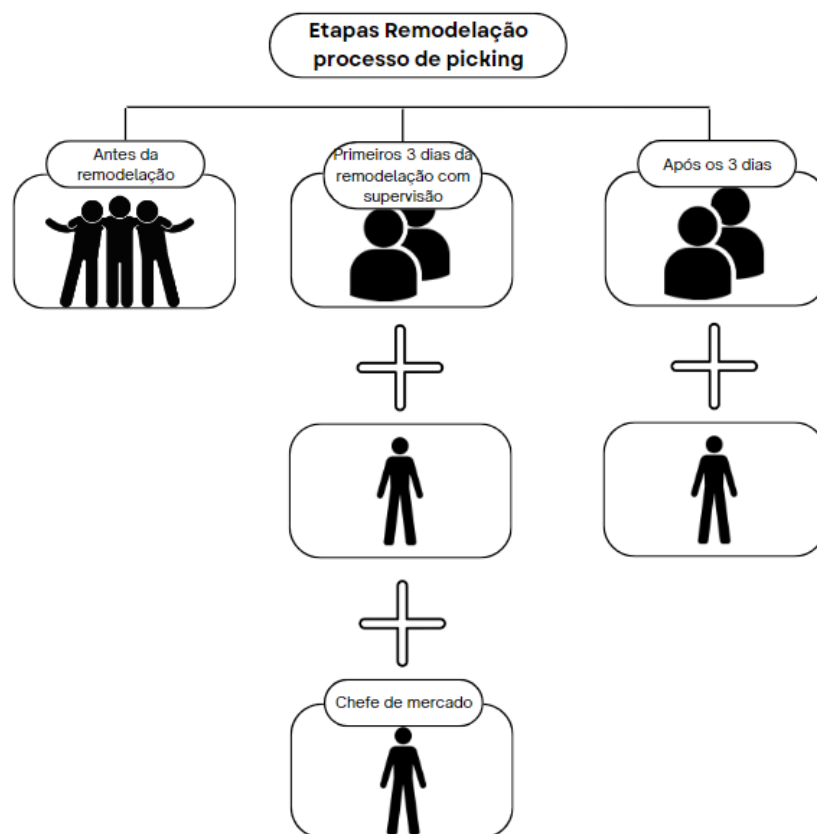 Etapas Remodelação
processo de picking
Antes da
remodelação
Primeiros 3 dias da
remodelação com
supervisão
Após os 3 dias
Chefe de mercado